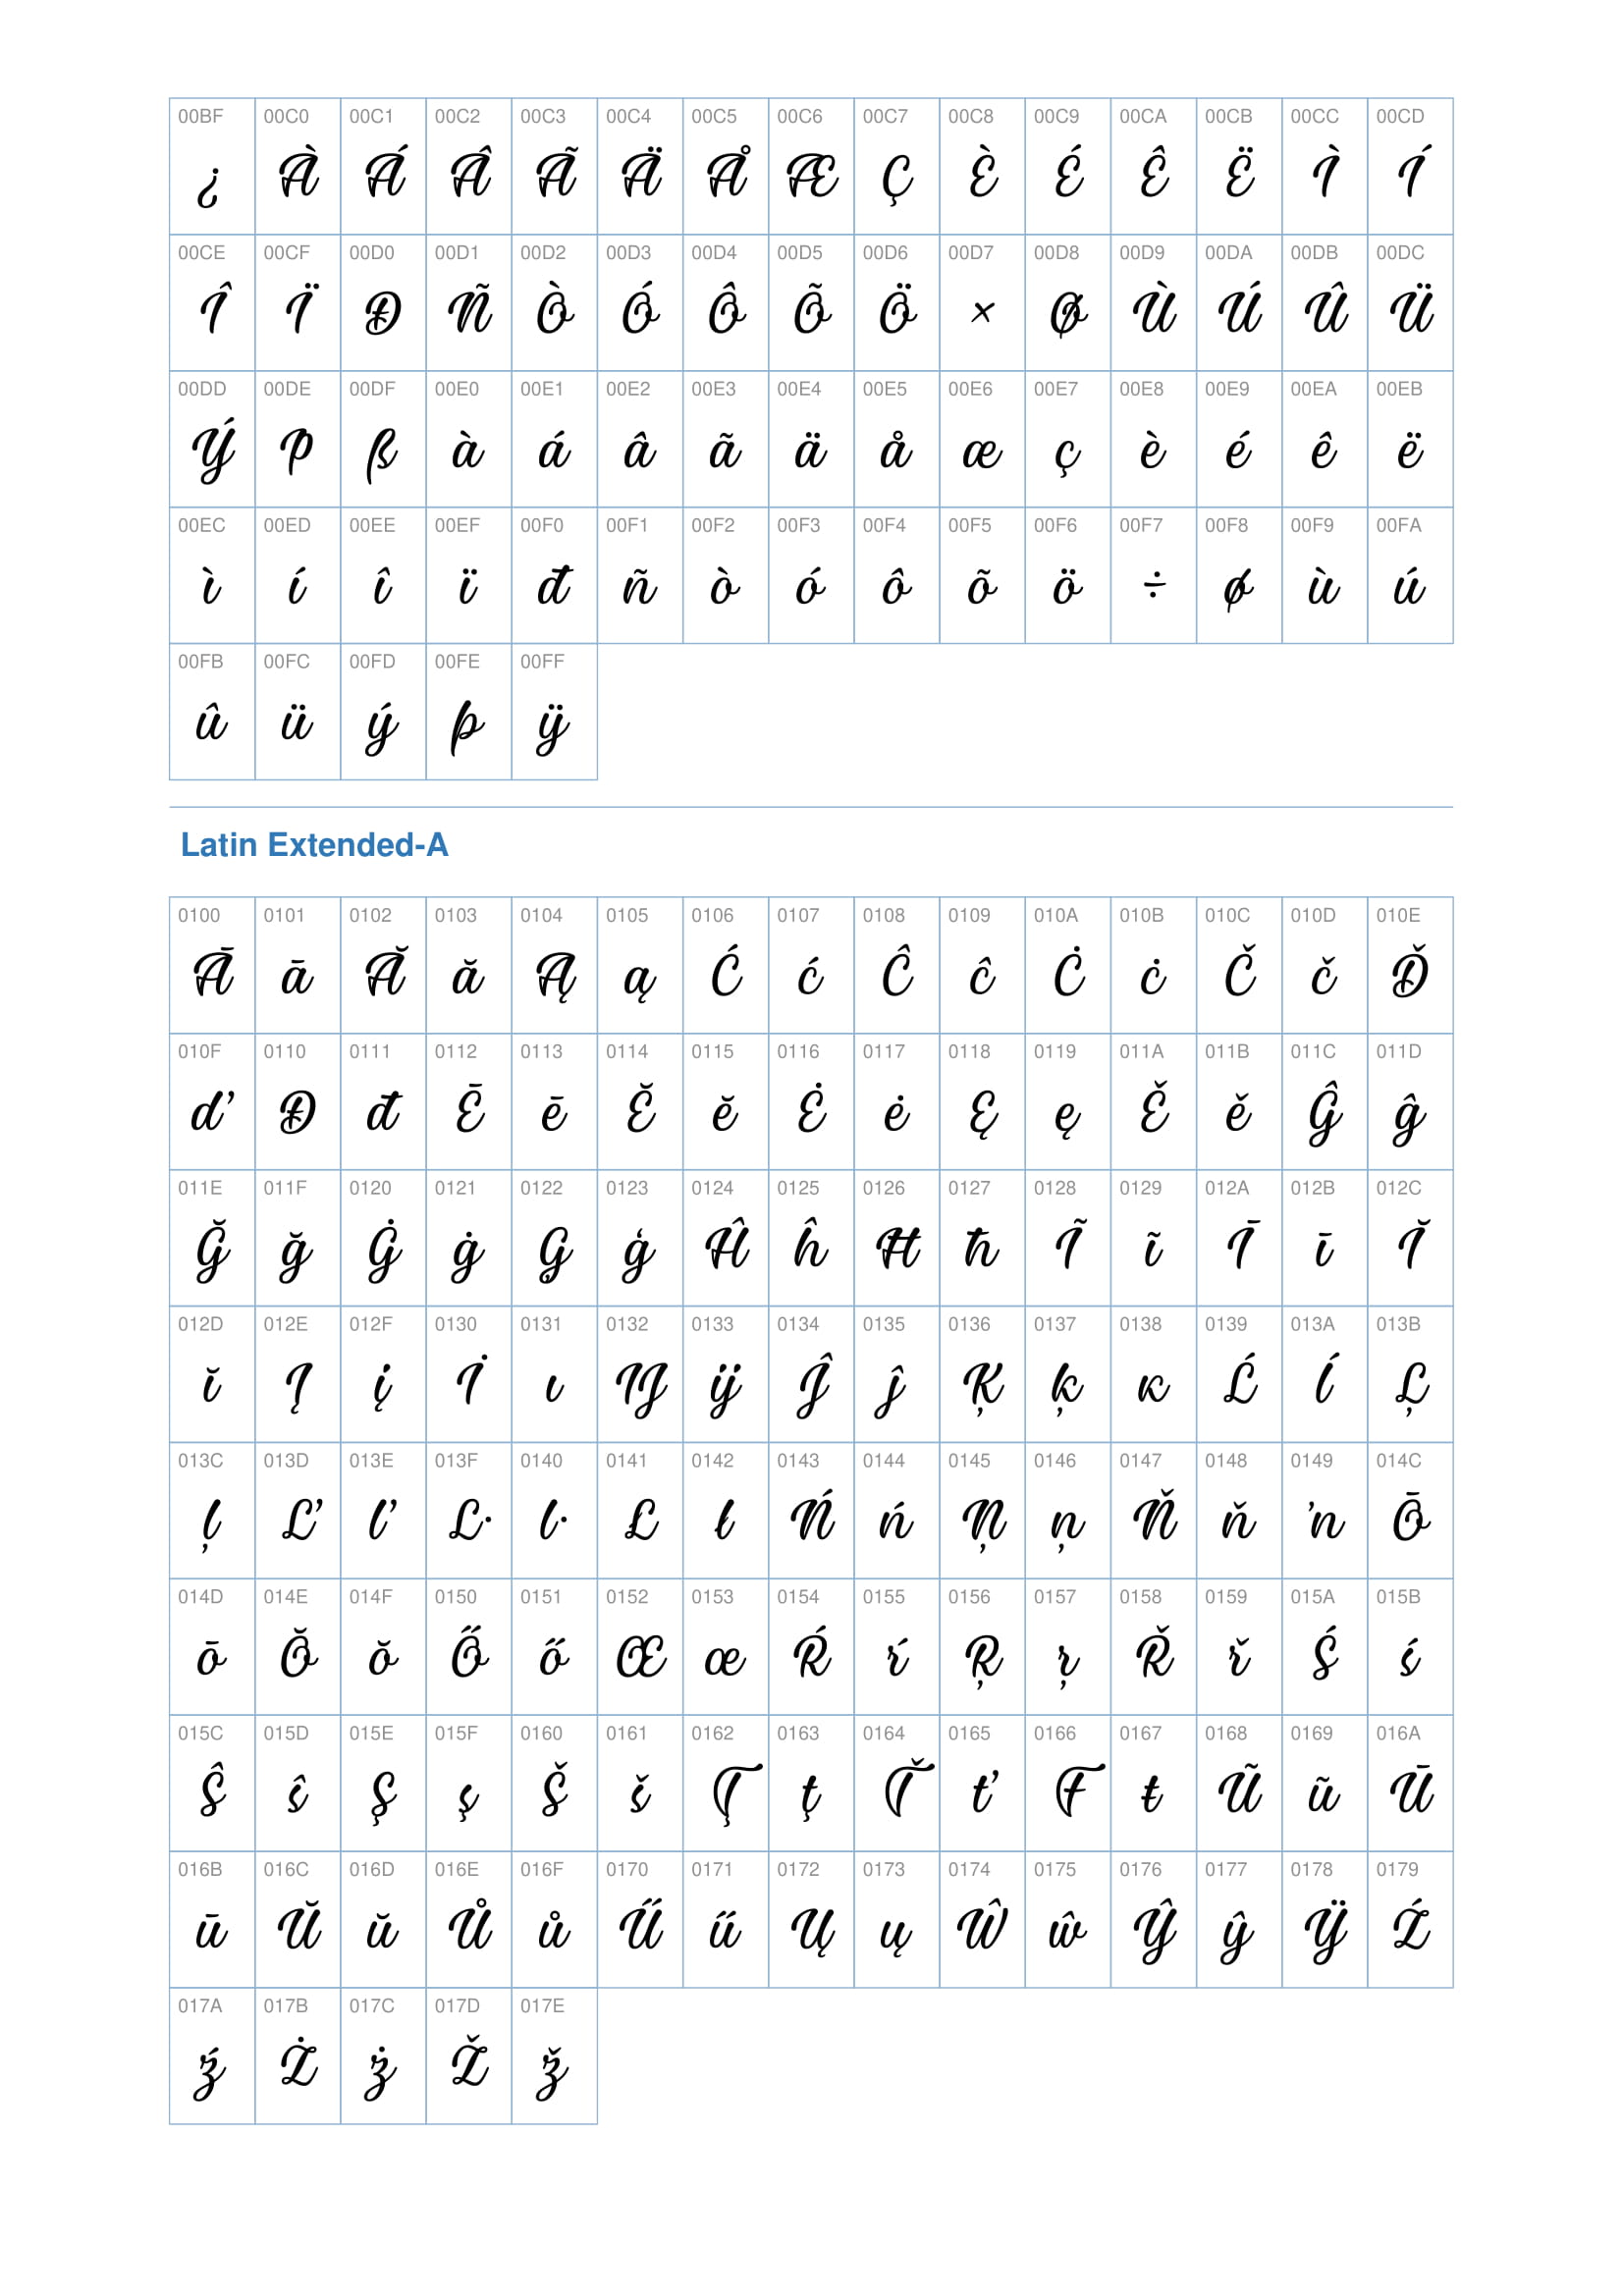 00BF 00C0 00C1 00C2 00C3 00C4 00C5 00C6 00C7 00C8 00C9 00CA 00CB 00CC 00CD
¿ À Á Â Ã Ä Å Æ Ç È É Ê Ë Ì Í
00CE 00CF 00D0 00D1 00D2 00D3 00D4 00D5 00D6 00D7 00D8 00D9 00DA 00DB 00DC
Î Ï Ð Ñ Ò Ó Ô Õ Ö × Ø Ù Ú Û Ü
00DD 00DE 00DF 00E0 00E1 00E2 00E3 00E4 00E5 00E6 00E7 00E8 00E9 00EA 00EB
Ý Þ ß à á â ã ä å æ ç è é ê ë
00EC 00ED 00EE 00EF 00F0 00F1 00F2 00F3 00F4 00F5 00F6 00F7 00F8 00F9 00FA
ì í î ï ð ñ ò ó ô õ ö ÷ ø ù ú
00FB 00FC 00FD 00FE 00FF
û ü ý þ ÿ
Latin Extended-A
0100 0101 0102 0103 0104 0105 0106 0107 0108 0109 010A 010B 010C 010D 010E
Ā ā Ă ă Ą ą Ć ć Ĉ ĉ Ċ ċ Č č Ď
010F 0110 0111 0112 0113 0114 0115 0116 0117 0118 0119 011A 011B 011C 011D
ď Đ đ Ē ē Ĕ ĕ Ė ė Ę ę Ě ě Ĝ ĝ
011E 011F 0120 0121 0122 0123 0124 0125 0126 0127 0128 0129 012A 012B 012C
Ğ ğ Ġ ġ Ģ ģ Ĥ ĥ Ħ ħ Ĩ ĩ Ī ī Ĭ
012D 012E 012F 0130 0131 0132 0133 0134 0135 0136 0137 0138 0139 013A 013B
ĭ Į į İ ı IJ ij Ĵ ĵ Ķ ķ ĸ Ĺ ĺ Ļ
013C 013D 013E 013F 0140 0141 0142 0143 0144 0145 0146 0147 0148 0149 014C
ļ Ľ ľ Ŀ ŀ Ł ł Ń ń Ņ ņ Ň ň ŉ Ō
014D 014E 014F 0150 0151 0152 0153 0154 0155 0156 0157 0158 0159 015A 015B
ō Ŏ ŏ Ő ő Œ œ Ŕ ŕ Ŗ ŗ Ř ř Ś ś
015C 015D 015E 015F 0160 0161 0162 0163 0164 0165 0166 0167 0168 0169 016A
Ŝ ŝ Ş ş Š š Ţ ţ Ť ť Ŧ ŧ Ũ ũ Ū
016B 016C 016D 016E 016F 0170 0171 0172 0173 0174 0175 0176 0177 0178 0179
ū Ŭ ŭ Ů ů Ű ű Ų ų Ŵ ŵ Ŷ ŷ Ÿ Ź
017A 017B 017C 017D 017E
ź Ż ż Ž ž